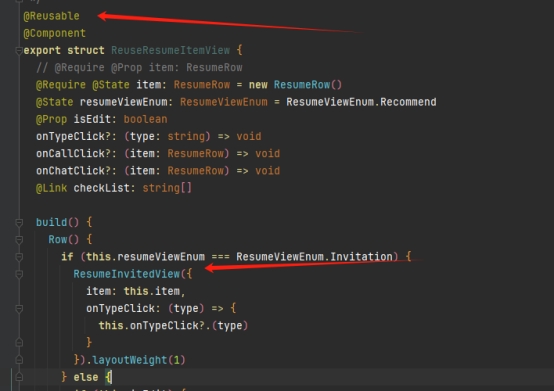 @Reusable
@Component
export struct ReuseResumeItemView {
// @Require @Prop item: ResumeRow
@Require @State item: ResumeRow = new ResumeRow()
@State resumeViewEnum: ResumeViewEnum = ResumeViewEnum.Recommend
@Prop isEdit: boolean
onTypeClick?: (type: string) => void
onCallClick?: (item: ResumeRow) => void
onChatClick?: (item: ResumeRow) => void
@Link checkList: string[]
build() {
Row() {
if (this.resumeViewEnum === ResumeViewEnum.Invitation) {
ResumeInvitedView({
item: this.item,
onTypeClick: (type) => {
this.onTypeClick?.(type)
}
}).layoutWeight(1)
} else {